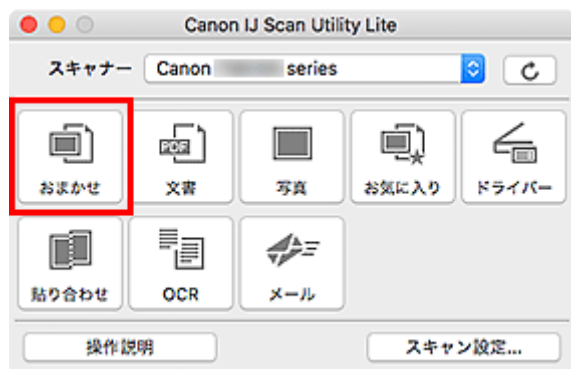 Canon IJ Scan Utility Lite
スキャナー Canon series
PDF
おまかせ 文書 写真 お気に入り ドライバー
貼り合わせ OCR メール
操作説明 スキャン設定...